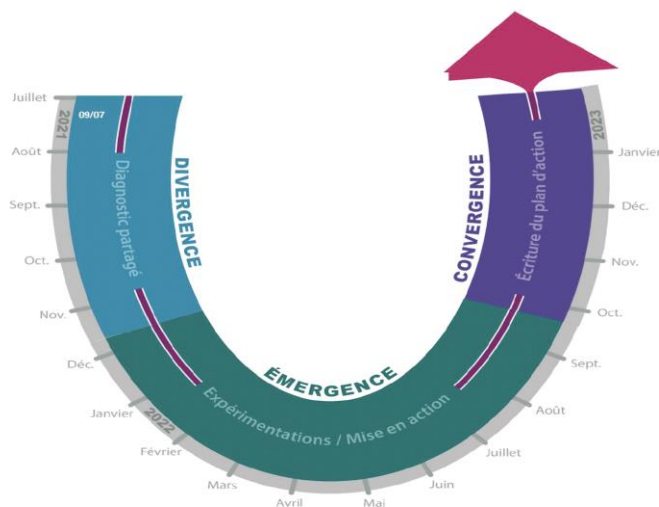 Juillet
2021
09/07
Août
Sept.
Oct.
Nov.
Déc.
Janvier
2022
Février
Mars
Avril
Mai
Juin
Juillet
Août
Sept.
Oct.
Nov.
Déc.
Janvier
2023
Diagnostic partagé
DIVERGENCE
Expérimentations / Mise en action
ÉMERGENCE
Écriture du plan d'action
CONVERGENCE